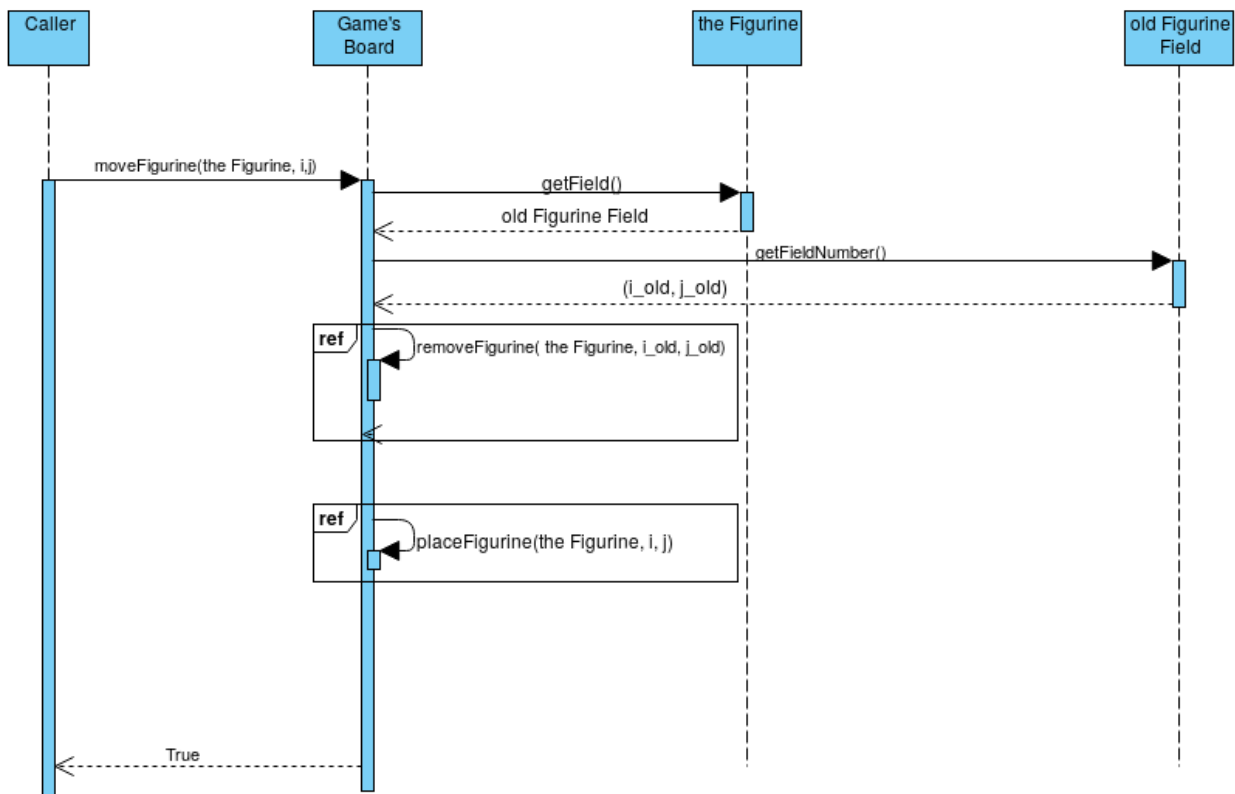 Caller
Game's
Board
the Figurine
old Figurine
Field
moveFigurine(the Figurine, i,j)
getField()
old Figurine Field
getFieldNumber()
(i_old, j_old)
ref
removeFigurine( the Figurine, i_old, j_old)
ref
placeFigurine(the Figurine, i, j)
True